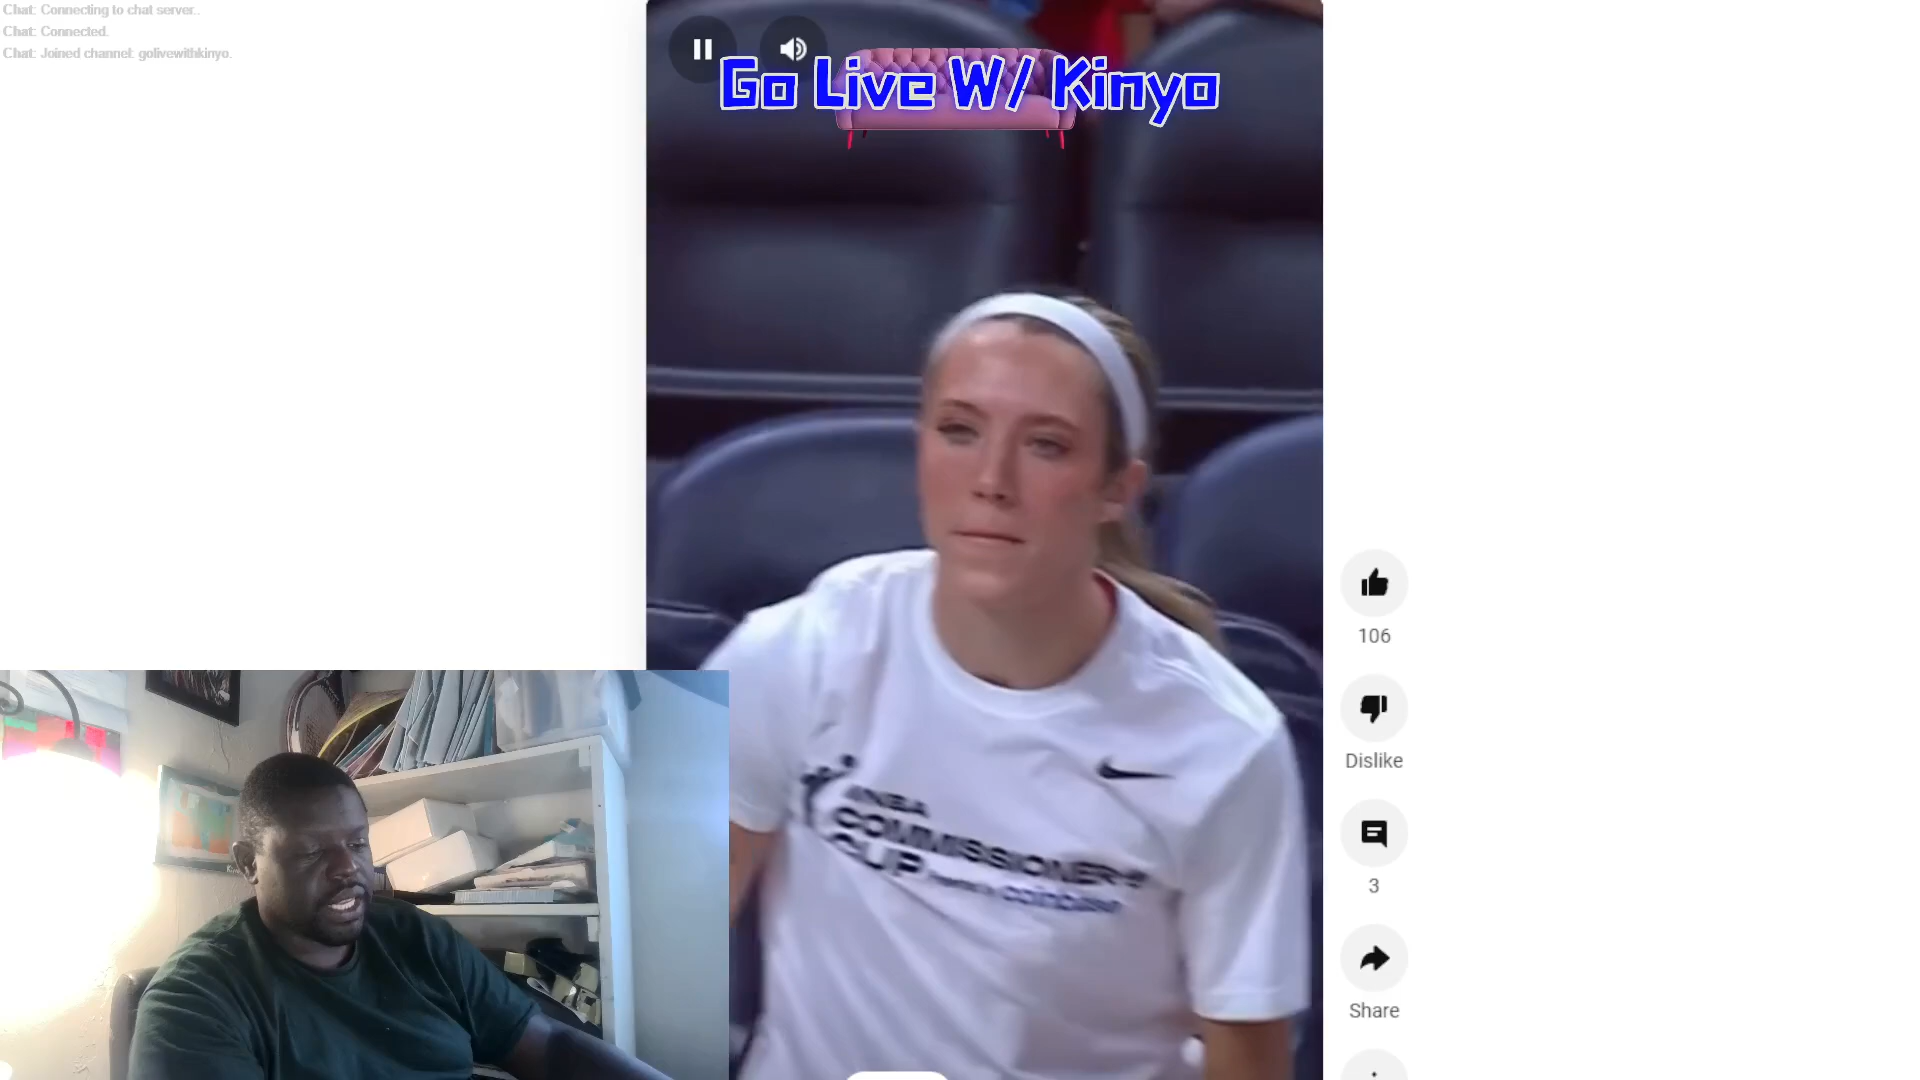 Chat: Connecting to chat server..
Chat: Connected.
Chat: Joined channel: golivewithkinyo.
Go Live W/ Kinyo
WNBA
COMMISSIONER'S
CUP
coinbase
106
Dislike
3
Share